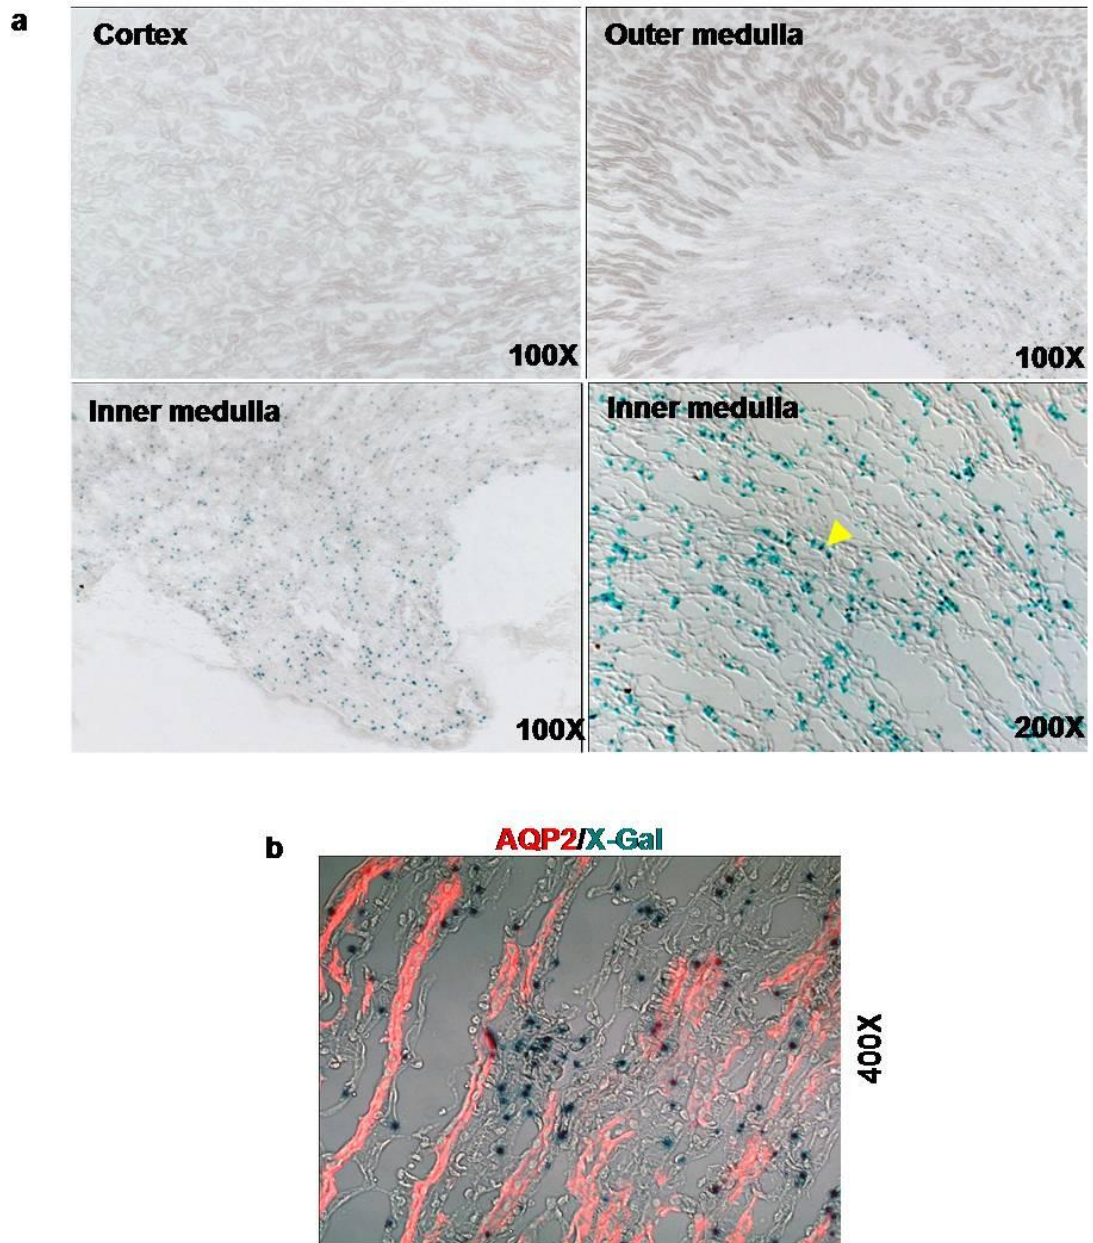 a
Cortex
Outer medulla
100X
100X
Inner medulla
Inner medulla
100X
200X
b
AQP2/X-Gal
400X